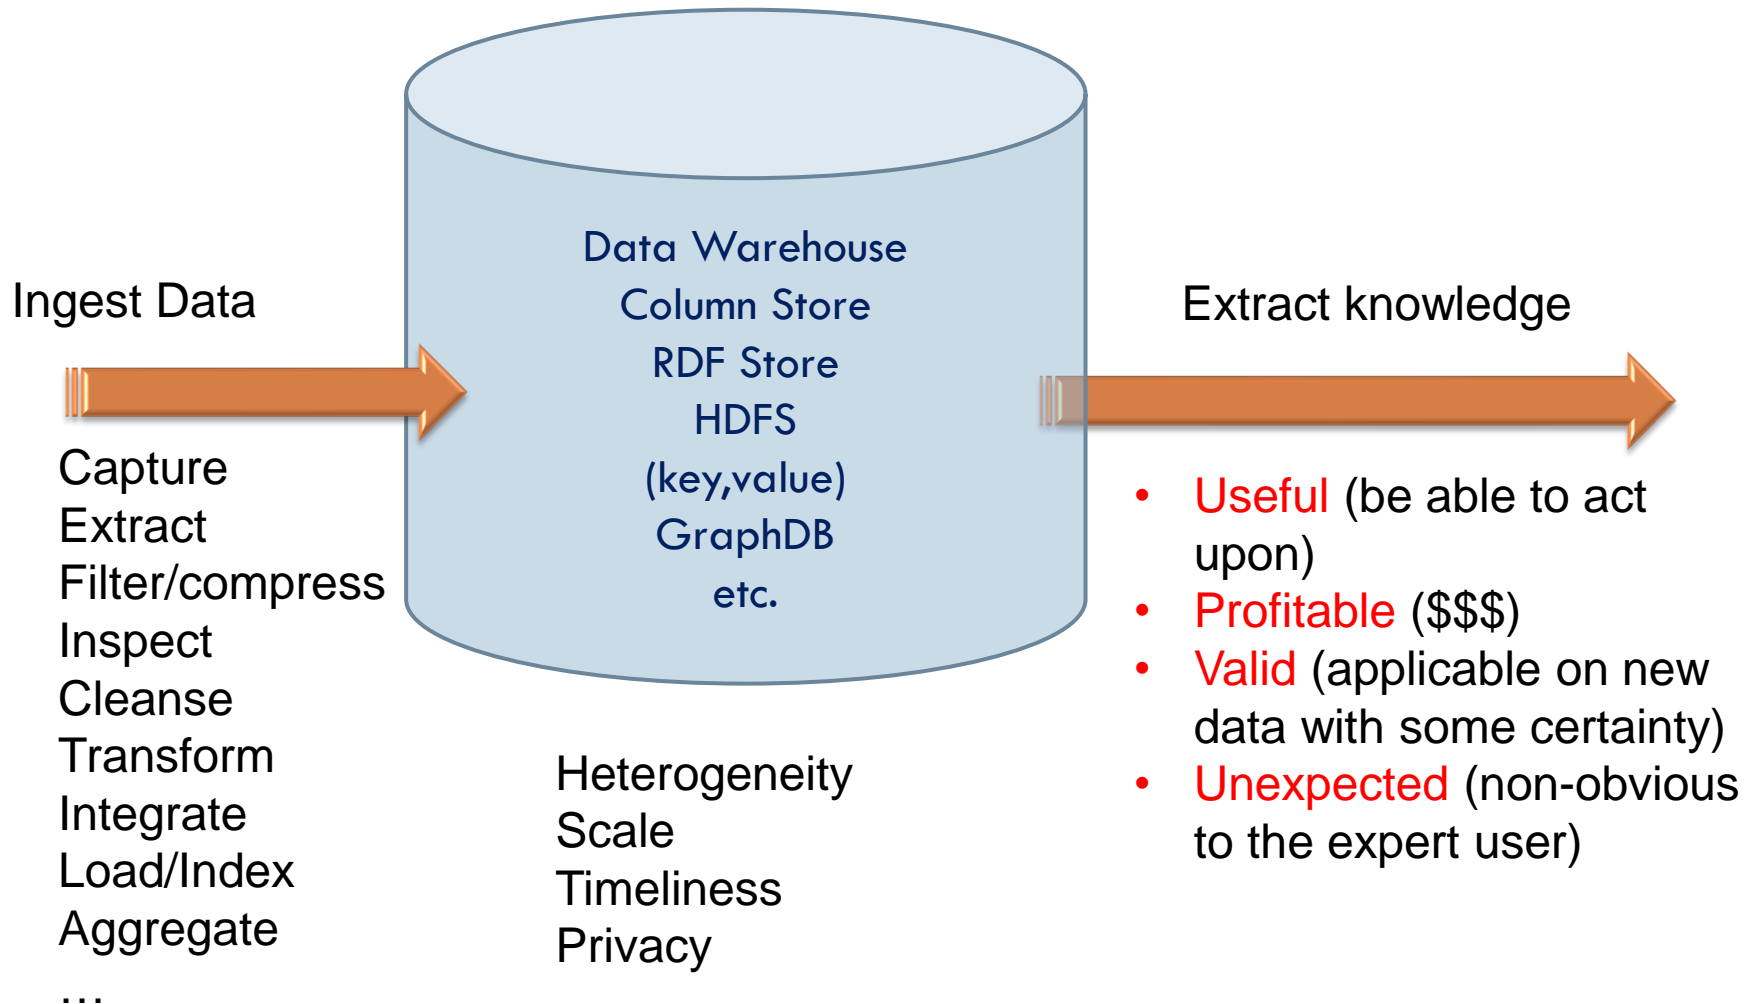 Ingest Data
Capture
Extract
Filter/compress
Inspect
Cleanse
Transform
Integrate
Load/Index
Aggregate
...
Data Warehouse
Column Store
RDF Store
HDFS
(key,value)
GraphDB
etc.
Heterogeneity
Scale
Timeliness
Privacy
Extract knowledge
• Useful (be able to act
upon)
• Profitable ($$$)
• Valid (applicable on new
data with some certainty)
• Unexpected (non-obvious
to the expert user)